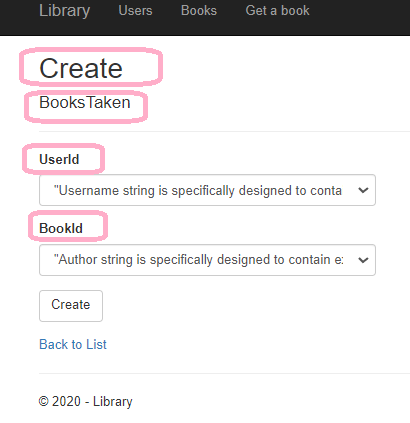 Library Users Books Get a book
Create
BooksTaken
UserId
"Username string is specifically designed to conta
BookId
"Author string is specifically designed to contain e
Create
Back to List
© 2020 - Library